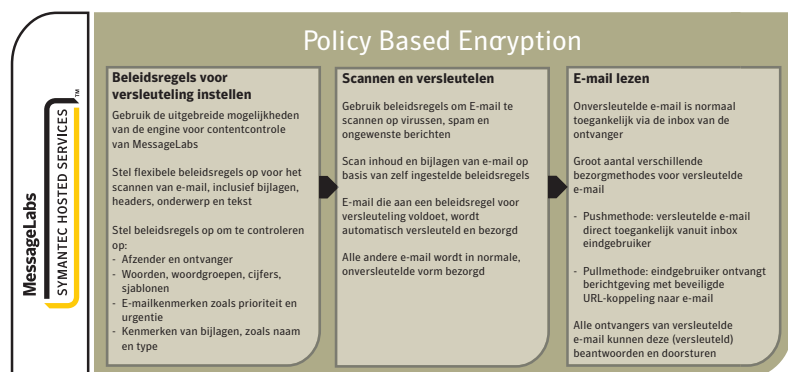 Policy Based Encryption
MessageLabs
SYMANTEC HOSTED SERVICES™
Beleidsregels voor
versleuteling instellen
Gebruik de uitgebreide mogelijkheden
van de engine voor contentcontrole
van MessageLabs
Stel flexibele beleidsregels op voor het
scannen van e-mail, inclusief bijlagen,
headers, onderwerp en tekst
Stel beleidsregels op om te controleren
op:
- Afzender en ontvanger
- Woorden, woordgroepen, cijfers,
sjablonen
- E-mailkenmerken zoals prioriteit en
urgentie
- Kenmerken van bijlagen, zoals naam
en type
Scannen en versleutelen
Gebruik beleidsregels om E-mail te
scannen op virussen, spam en
ongewenste berichten
Scan inhoud en bijlagen van e-mail op
basis van zelf ingestelde beleidsregels
E-mail die aan een beleidsregel voor
versleuteling voldoet, wordt
automatisch versleuteld en bezorgd
Alle andere e-mail wordt in normale,
onversleutelde vorm bezorgd
E-mail lezen
Onversleutelde e-mail is normaal
toegankelijk via de inbox van de
ontvanger
Groot aantal verschillende
bezorgmethodes voor versleutelde
e-mail
- Pushmethode: versleutelde e-mail
direct toegankelijk vanuit inbox
eindgebruiker
- Pullmethode: eindgebruiker ontvangt
berichtgeving met beveiligde
URL-koppeling naar e-mail
Alle ontvangers van versleutelde
e-mail kunnen deze (versleuteld)
beantwoorden en doorsturen